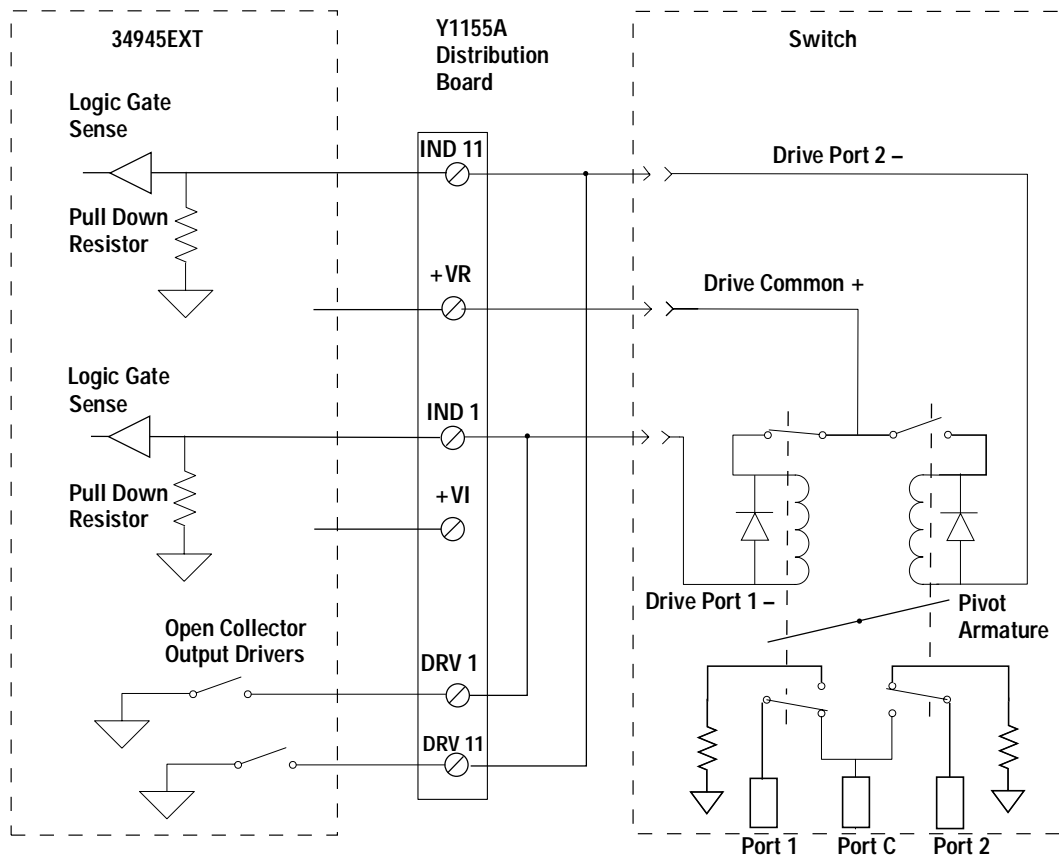 34945EXT
Y1155A
Distribution
Board
Switch
Logic Gate
Sense
IND 11
Drive Port 2 –
Pull Down
Resistor
+VR
Drive Common +
Logic Gate
Sense
IND 1
Pull Down
Resistor
+VI
Drive Port 1 –
Pivot
Armature
Open Collector
Output Drivers
DRV 1
DRV 11
Port 1
Port C
Port 2